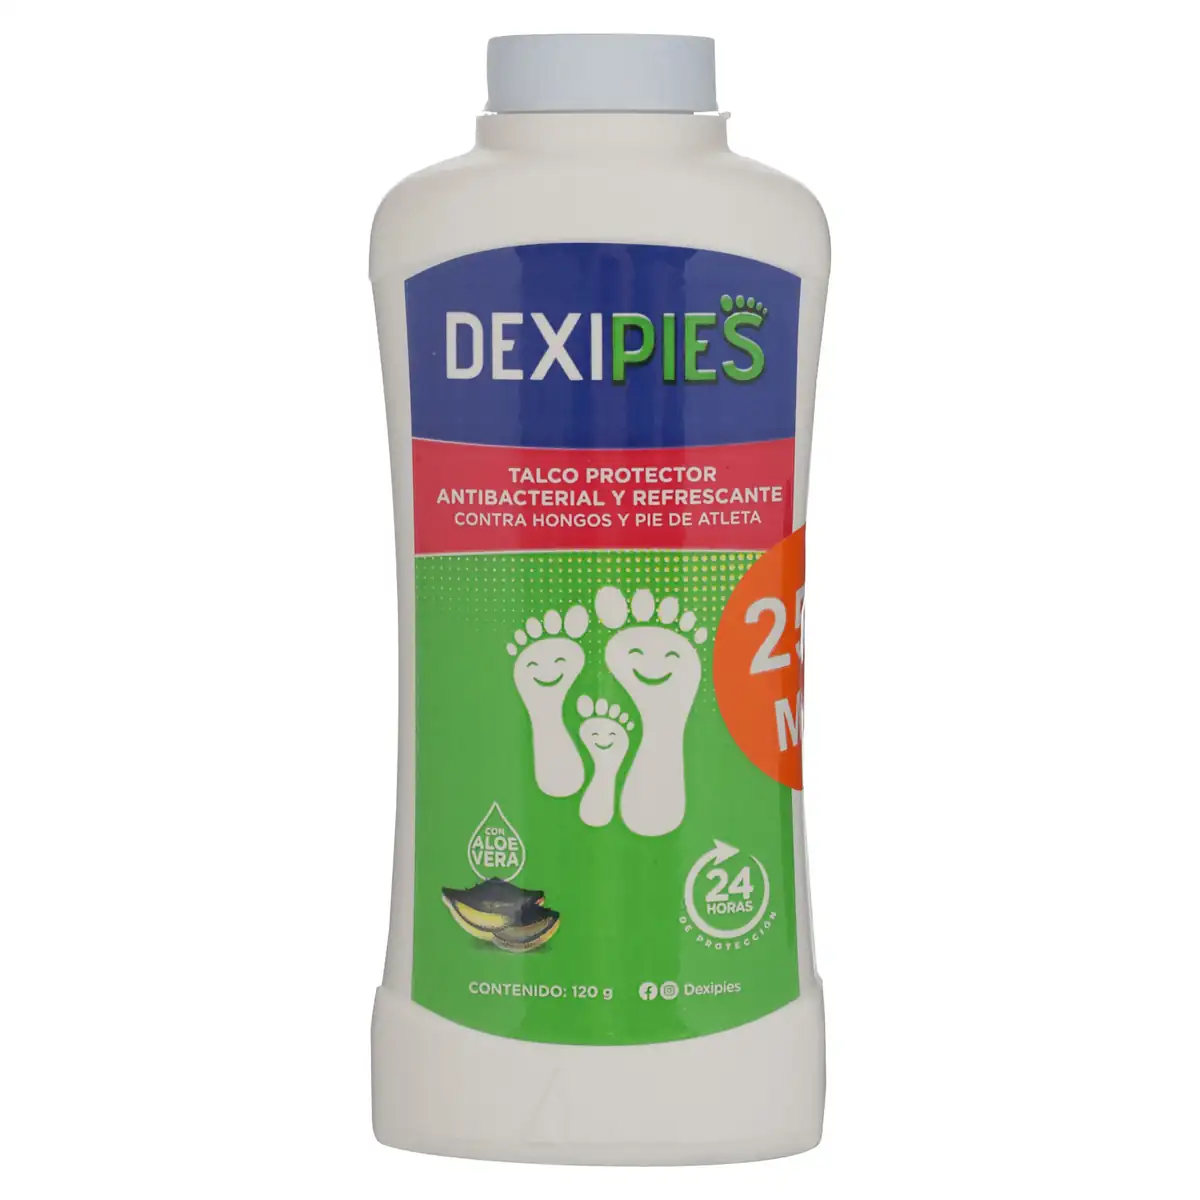 DEXIPIES
TALCO PROTECTOR
ANTIBACTERIAL Y REFRESCANTE
CONTRA HONGOS Y PIE DE ATLETA
CON
ALOE
VERA
24
HORAS
DE PROTECCIÓN
CONTENIDO: 120 g
Dexipies